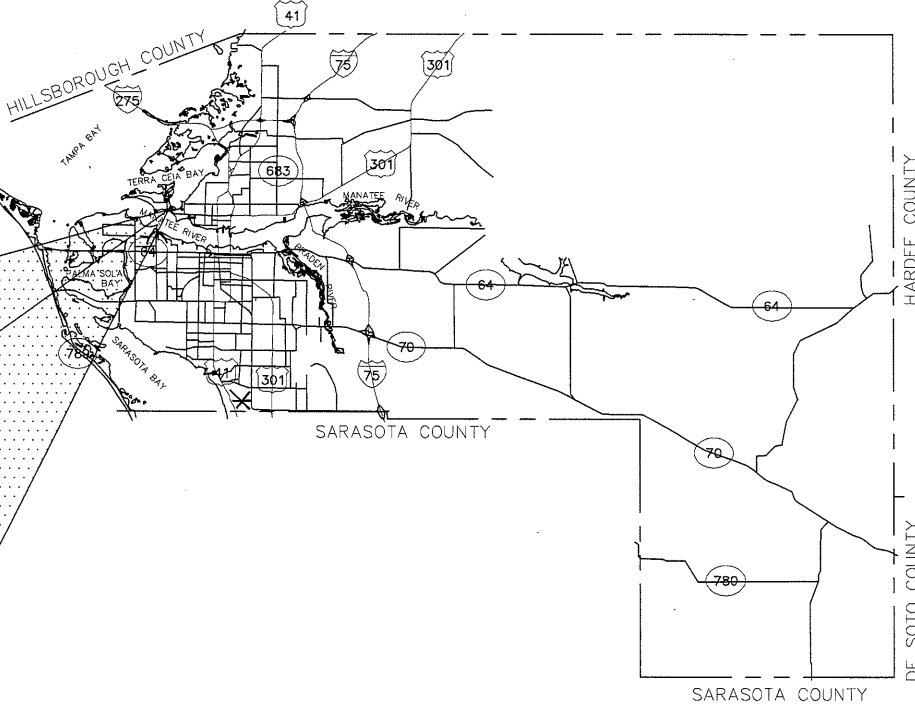 41
HILLSBOROUGH COUNTY
75
301
275
TAMPA BAY
301
683
TERRA CEIA BAY
HARDEE COUNTY
MANATEE RIVER
MANATEE RIVER
64
BRADEN RIVER
PALMA SOLA BAY
64
64
SARASOTA BAY
70
41
301
75
SARASOTA COUNTY
70
DE SOTO COUNTY
780
SARASOTA COUNTY